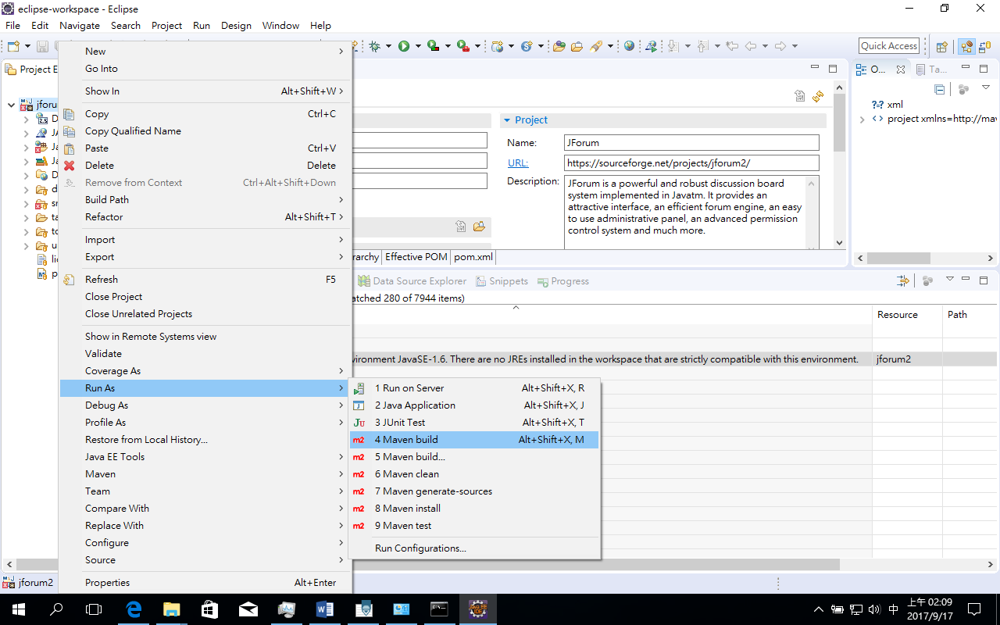 eclipse-workspace - Eclipse
File Edit Navigate Search Project Run Design Window Help
Quick Access
Project E
jforu
D
JA
Ja
Ja
D
d
sr
ta
to
u
lic
p
New
Go Into
Show In Alt+Shift+W
Copy Ctrl+C
Copy Qualified Name
Paste Ctrl+V
Delete Delete
Remove from Context Ctrl+Alt+Shift+Down
Build Path
Refactor Alt+Shift+T
Import
Export
Refresh F5
Close Project
Close Unrelated Projects
Show in Remote Systems view
Validate
Coverage As
Run As
Debug As
Profile As
Restore from Local History...
Java EE Tools
Maven
Team
Compare With
Replace With
Configure
Source
Properties Alt+Enter
1 Run on Server Alt+Shift+X, R
2 Java Application Alt+Shift+X, J
3 JUnit Test Alt+Shift+X, T
4 Maven build Alt+Shift+X, M
5 Maven build...
6 Maven clean
7 Maven generate-sources
8 Maven install
9 Maven test
Run Configurations...
Project
Name: JForum
URL: https://sourceforge.net/projects/jforum2/
Description: JForum is a powerful and robust discussion board
system implemented in Javatm. It provides an
attractive interface, an efficient forum engine, an easy
to use administrative panel, an advanced permission
control system and much more.
rarchy Effective POM pom.xml
O... Ta...
xml
project xmlns=http://mav
Data Source Explorer Snippets Progress
atched 280 of 7944 items)
Resource Path
vironment JavaSE-1.6. There are no JREs installed in the workspace that are strictly compatible with this environment. jforum2
jforum2
中
上午 02:09
2017/9/17